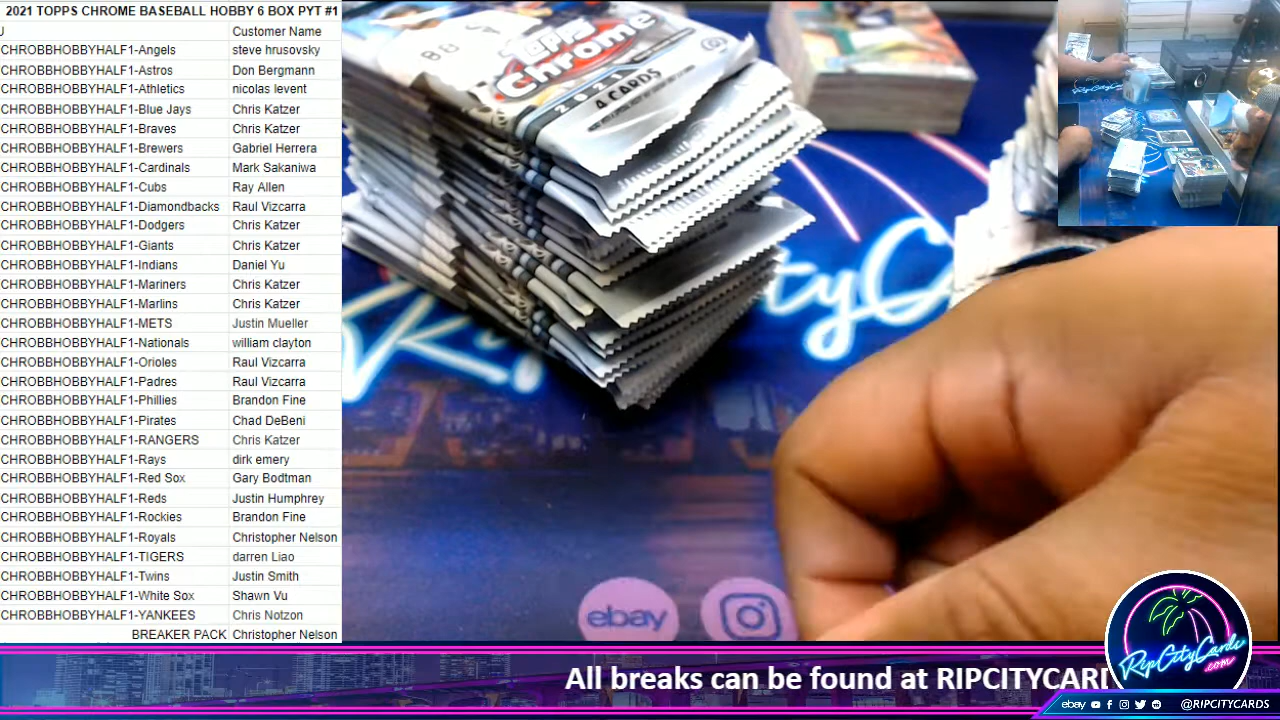 2021 TOPPS CHROME BASEBALL HOBBY 6 BOX PYT #1
Customer Name
CHROBBHOBBYHALF1-Angels steve hrusovsky
CHROBBHOBBYHALF1-Astros Don Bergmann
CHROBBHOBBYHALF1-Athletics nicolas levent
CHROBBHOBBYHALF1-Blue Jays Chris Katzer
CHROBBHOBBYHALF1-Braves Chris Katzer
CHROBBHOBBYHALF1-Brewers Gabriel Herrera
CHROBBHOBBYHALF1-Cardinals Mark Sakaniwa
CHROBBHOBBYHALF1-Cubs Ray Allen
CHROBBHOBBYHALF1-Diamondbacks Raul Vizcarra
CHROBBHOBBYHALF1-Dodgers Chris Katzer
CHROBBHOBBYHALF1-Giants Chris Katzer
CHROBBHOBBYHALF1-Indians Daniel Yu
CHROBBHOBBYHALF1-Mariners Chris Katzer
CHROBBHOBBYHALF1-Marlins Chris Katzer
CHROBBHOBBYHALF1-METS Justin Mueller
CHROBBHOBBYHALF1-Nationals william clayton
CHROBBHOBBYHALF1-Orioles Raul Vizcarra
CHROBBHOBBYHALF1-Padres Raul Vizcarra
CHROBBHOBBYHALF1-Phillies Brandon Fine
CHROBBHOBBYHALF1-Pirates Chad DeBeni
CHROBBHOBBYHALF1-RANGERS Chris Katzer
CHROBBHOBBYHALF1-Rays dirk emery
CHROBBHOBBYHALF1-Red Sox Gary Bodtman
CHROBBHOBBYHALF1-Reds Justin Humphrey
CHROBBHOBBYHALF1-Rockies Brandon Fine
CHROBBHOBBYHALF1-Royals Christopher Nelson
CHROBBHOBBYHALF1-TIGERS darren Liao
CHROBBHOBBYHALF1-Twins Justin Smith
CHROBBHOBBYHALF1-White Sox Shawn Vu
CHROBBHOBBYHALF1-YANKEES Chris Notzon
BREAKER PACK Christopher Nelson
Topps
Chrome
2021
4 CARDS
ty C
Ri
ebay
All breaks can be found at RIPCITYCARD
RipCityCards
.com
ebay @RIPCITYCARDS